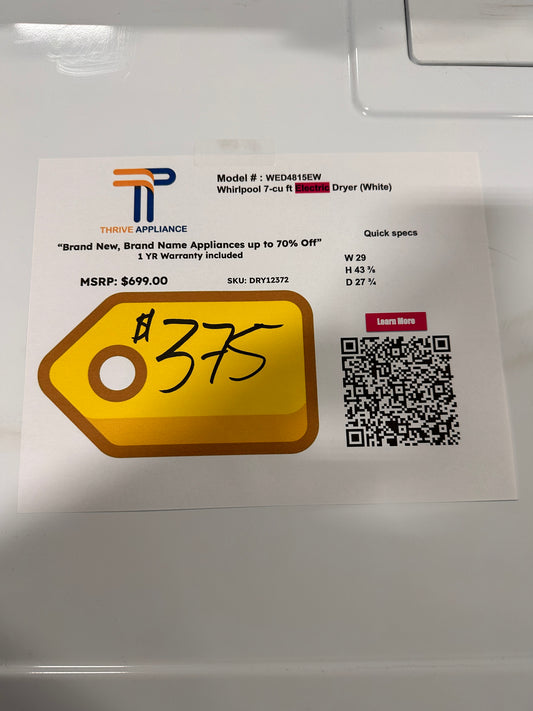 TP
THRIVE APPLIANCE
Model # : WED4815EW
Whirlpool 7-cu ft Electric Dryer (White)
"Brand New, Brand Name Appliances up to 70% Off"
1 YR Warranty included
MSRP: $699.00
SKU: DRY12372
Quick specs
W 29
H 43 ⅜
D 27 ¾
$375
Learn More